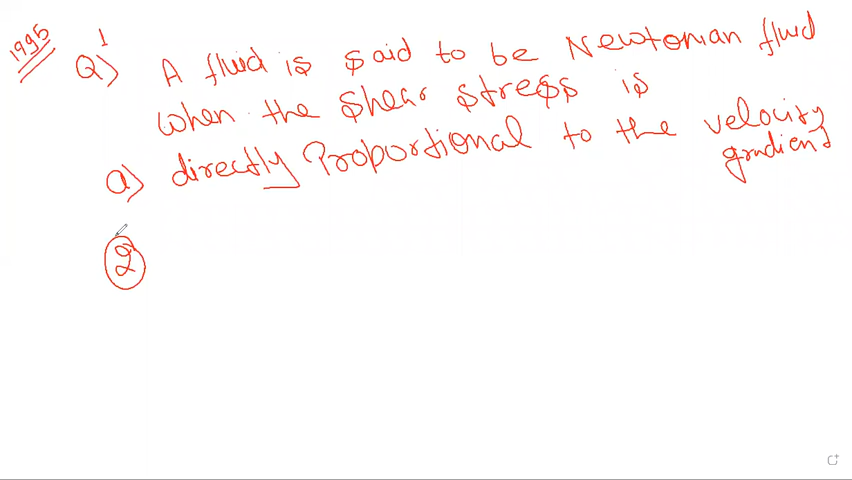 1995
Q1) A fluid is said to be Newtonian fluid
when the shear stress is
a) directly Proportional to the velocity
gradient
2